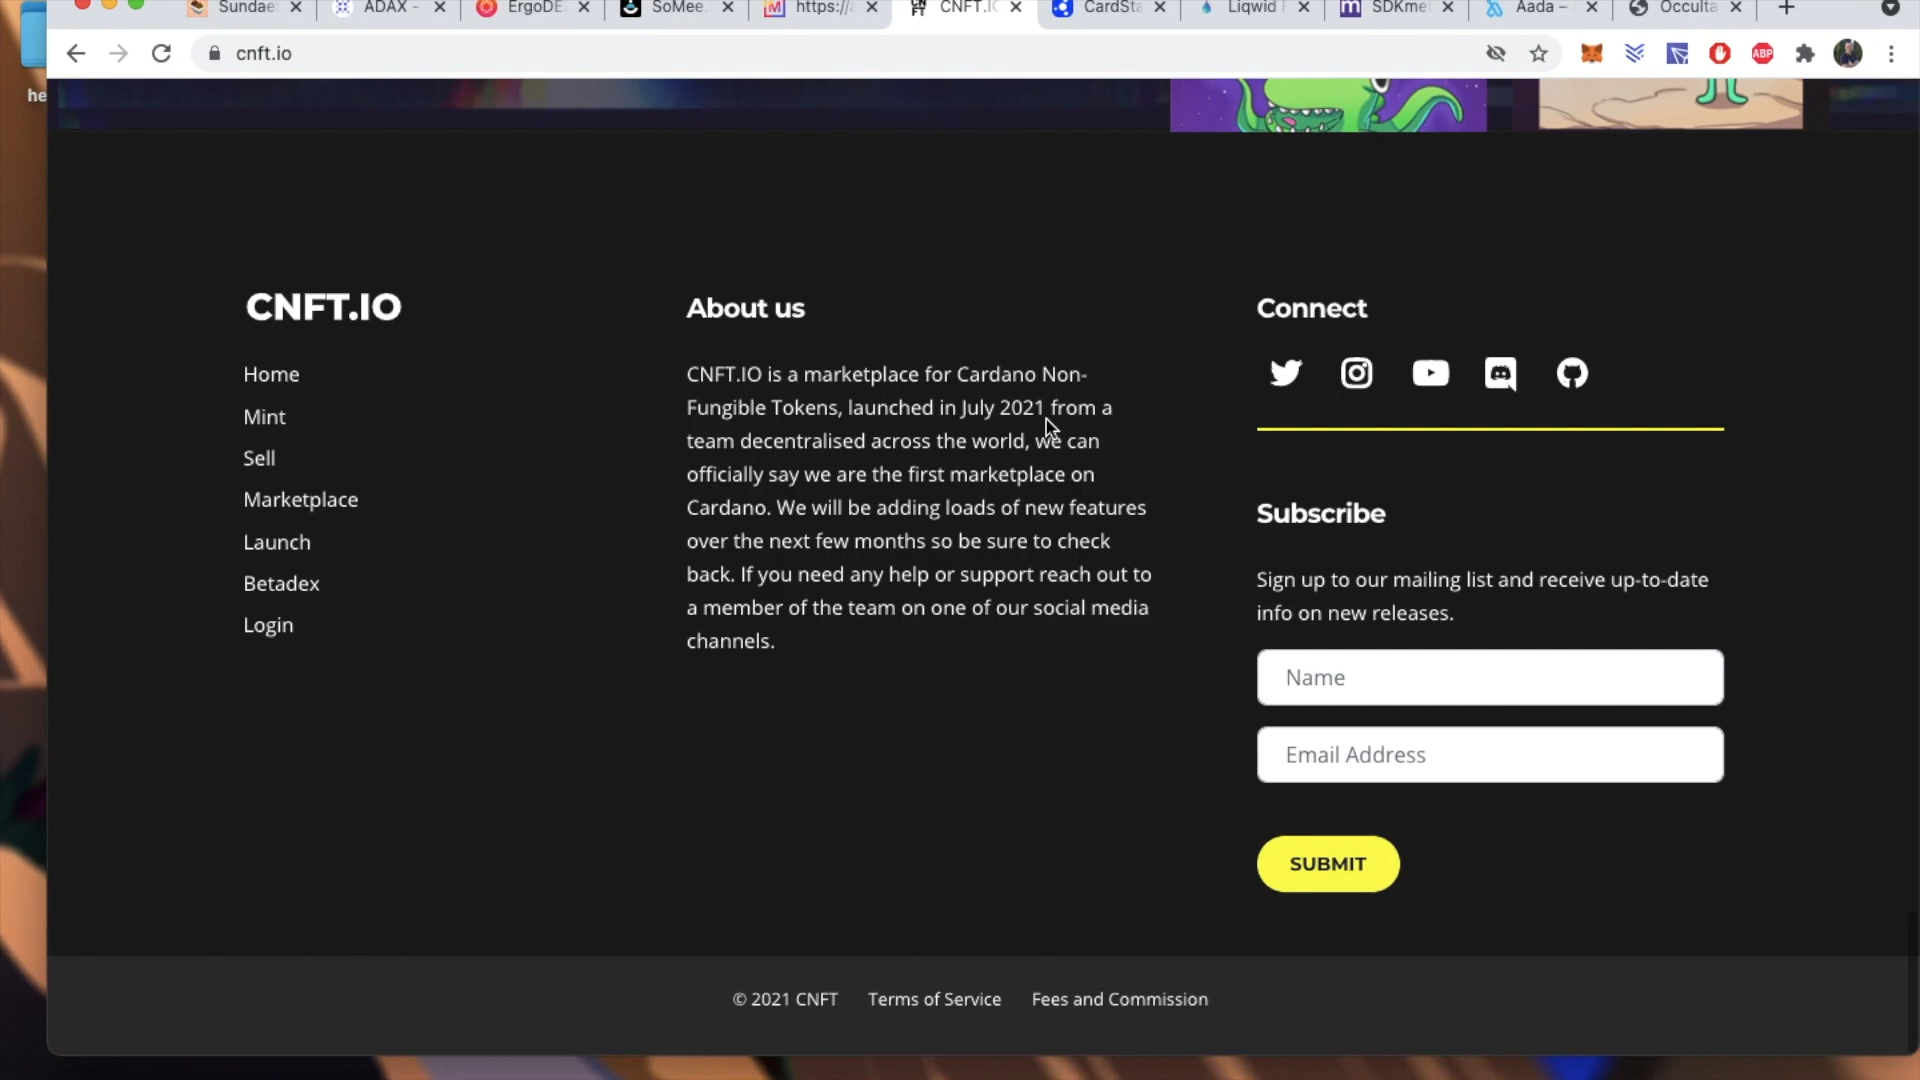 Sundae
ADAX -
ErgoDE
SoMee.
https://a
CNFT.IO
CardSta
Liqwid
SDKme
Aada –
Occulta
cnft.io
ABP
he
CNFT.IO
Home
Mint
Sell
Marketplace
Launch
Betadex
Login
About us
CNFT.IO is a marketplace for Cardano Non-
Fungible Tokens, launched in July 2021 from a
team decentralised across the world, we can
officially say we are the first marketplace on
Cardano. We will be adding loads of new features
over the next few months so be sure to check
back. If you need any help or support reach out to
a member of the team on one of our social media
channels.
Connect
Subscribe
Sign up to our mailing list and receive up-to-date
info on new releases.
Name
Email Address
SUBMIT
© 2021 CNFT Terms of Service Fees and Commission